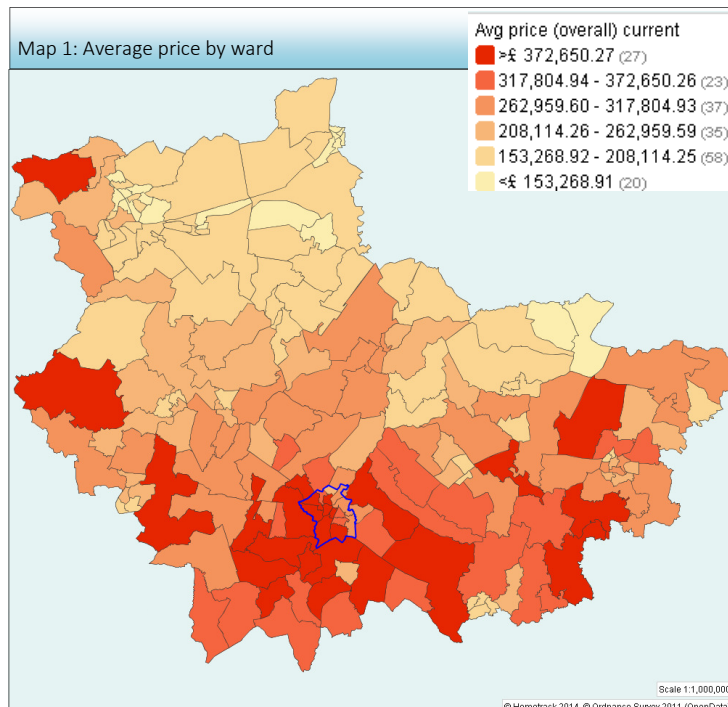 Map 1: Average price by ward
Avg price (overall) current
>£ 372,650.27 (27)
317,804.94 - 372,650.26 (23)
262,959.60 - 317,804.93 (37)
208,114.26 - 262,959.59 (35)
153,268.92 - 208,114.25 (58)
<£ 153,268.91 (20)
Scale 1:1,000,000
© Hometrack 2014, © Ordnance Survey 2011 (OpenData